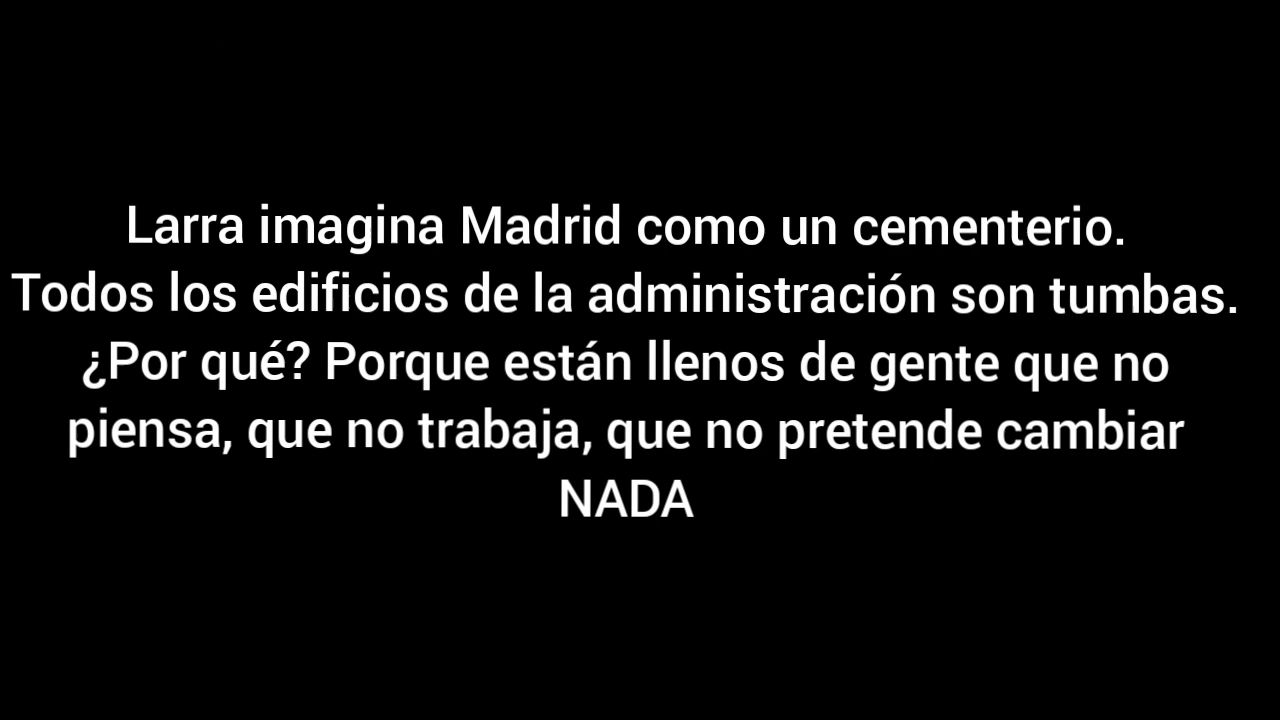 Larra imagina Madrid como un cementerio.
Todos los edificios de la administración son tumbas.
¿Por qué? Porque están llenos de gente que no
piensa, que no trabaja, que no pretende cambiar
NADA